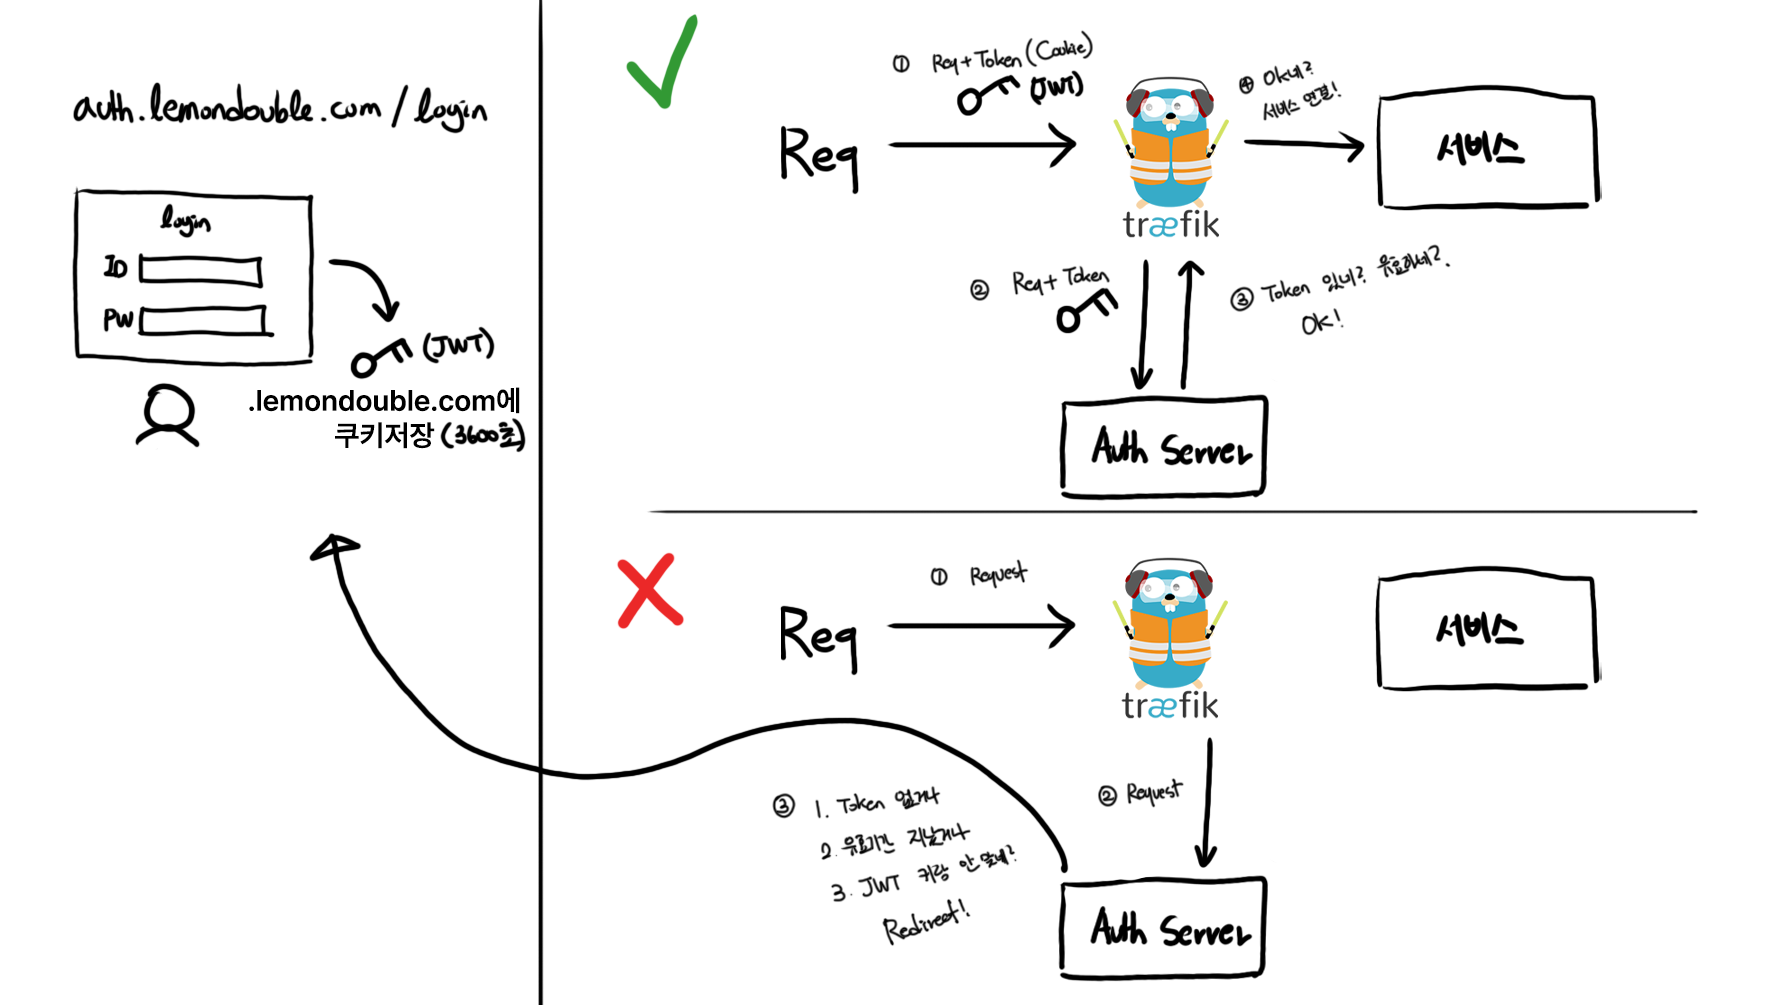 auth.lemondouble.com/login
login
ID
PW
(JWT)
.lemondouble.com에
쿠키저장 (3600초)
① Req+Token (Cookie)
(JWT)
Req
træfik
④ OK네?
서비스 연결!
서비스
② Req+Token
③ Token 있네? 유효하네?
OK!
Auth Server
① Request
Req
træfik
서비스
② Request
③ 1. Token 없거나
2. 유효기간 지났거나
3. JWT 키랑 안 맞네?
Redirect!
Auth Server